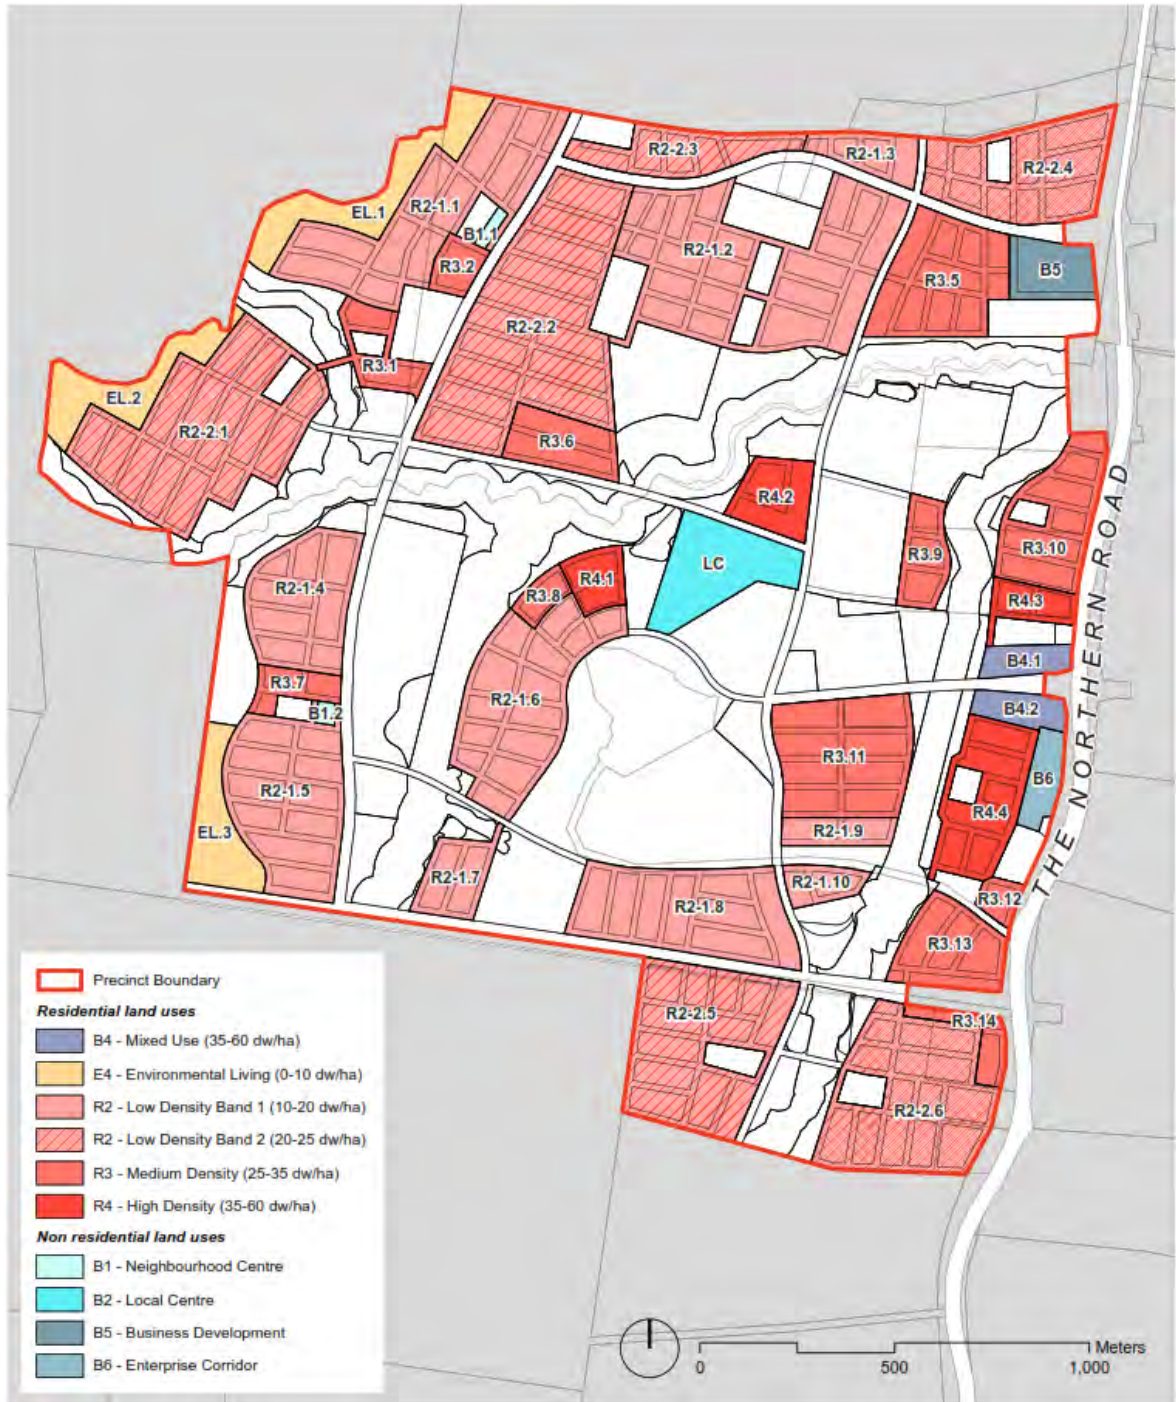 R2-2.3
R2-1.3
R2-2.4
EL.1
R2-1.1
B1.1
R3.2
R2-1.2
R3.5
B5
R2-2.2
R3.1
EL.2
R2-2.1
R3.6
R4.2
LC
R3.9
R3.10
R2-1.4
R3.8
R4.1
R4.3
B4.1
R3.7
B1.2
R2-1.6
B4.2
R3.11
B6
R2-1.5
R4.4
EL.3
R2-1.9
R2-1.7
R2-1.10
R3.12
R2-1.8
R3.13
R2-2.5
R3.14
R2-2.6
THE NORTHERN ROAD
Precinct Boundary
Residential land uses
B4 - Mixed Use (35-60 dw/ha)
E4 - Environmental Living (0-10 dw/ha)
R2 - Low Density Band 1 (10-20 dw/ha)
R2 - Low Density Band 2 (20-25 dw/ha)
R3 - Medium Density (25-35 dw/ha)
R4 - High Density (35-60 dw/ha)
Non residential land uses
B1 - Neighbourhood Centre
B2 - Local Centre
B5 - Business Development
B6 - Enterprise Corridor
Meters
0 500 1,000